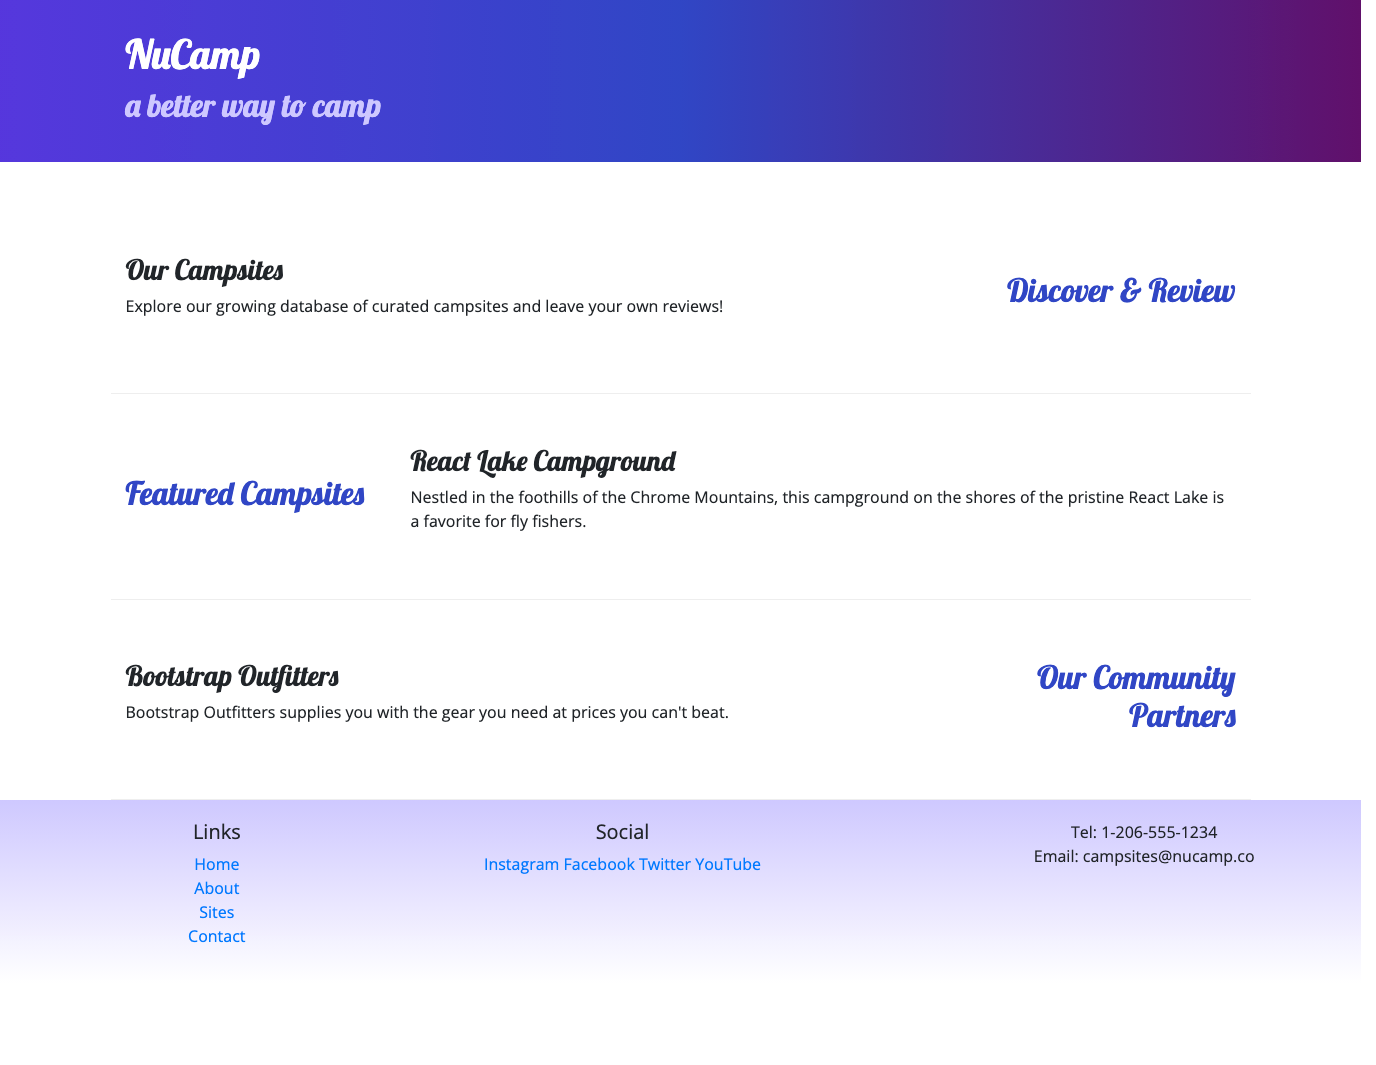 NuCamp
a better way to camp
Our Campsites
Explore our growing database of curated campsites and leave your own reviews!
Discover & Review
Featured Campsites
React Lake Campground
Nestled in the foothills of the Chrome Mountains, this campground on the shores of the pristine React Lake is
a favorite for fly fishers.
Bootstrap Outfitters
Bootstrap Outfitters supplies you with the gear you need at prices you can't beat.
Our Community
Partners
Links
Home
About
Sites
Contact
Social
Instagram Facebook Twitter YouTube
Tel: 1-206-555-1234
Email: campsites@nucamp.co